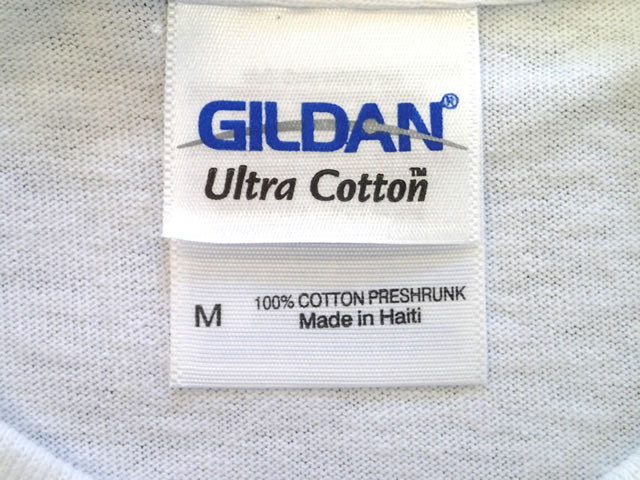 GILDAN®
Ultra Cotton™
M
100% COTTON PRESHRUNK
Made in Haiti